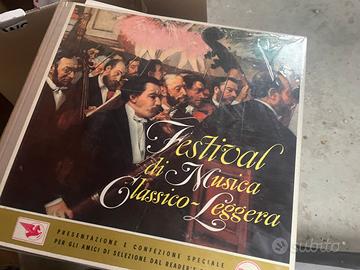 Festival
di Musica
Classico-Leggera
PRESENTAZIONE E CONFEZIONE SPECIALE
PER GLI AMICI DI SELEZIONE DAL READER'S
subito